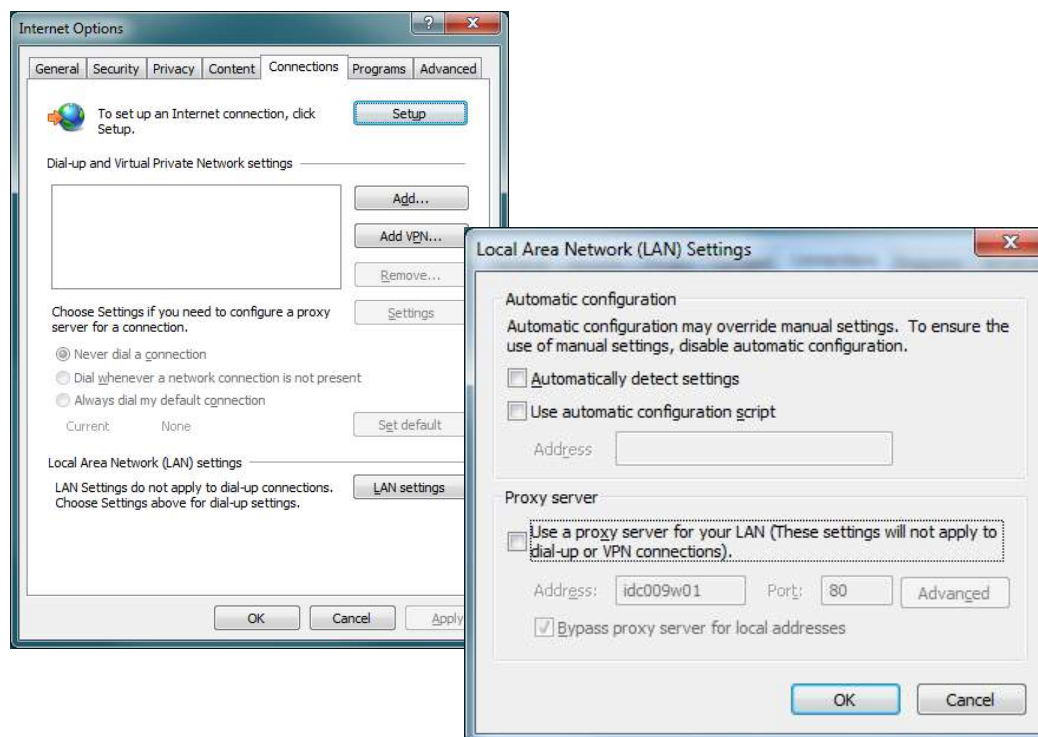 Internet Options
General Security Privacy Content Connections Programs Advanced
To set up an Internet connection, click
Setup.
Setup
Dial-up and Virtual Private Network settings
Add...
Add VPN...
Remove...
Choose Settings if you need to configure a proxy
server for a connection.
Settings
Never dial a connection
Dial whenever a network connection is not present
Always dial my default connection
Current None
Set default
Local Area Network (LAN) settings
LAN Settings do not apply to dial-up connections.
Choose Settings above for dial-up settings.
LAN settings
OK Cancel Apply
Local Area Network (LAN) Settings
Automatic configuration
Automatic configuration may override manual settings. To ensure the
use of manual settings, disable automatic configuration.
Automatically detect settings
Use automatic configuration script
Address
Proxy server
Use a proxy server for your LAN (These settings will not apply to
dial-up or VPN connections).
Address: idc009w01 Port: 80 Advanced
Bypass proxy server for local addresses
OK Cancel